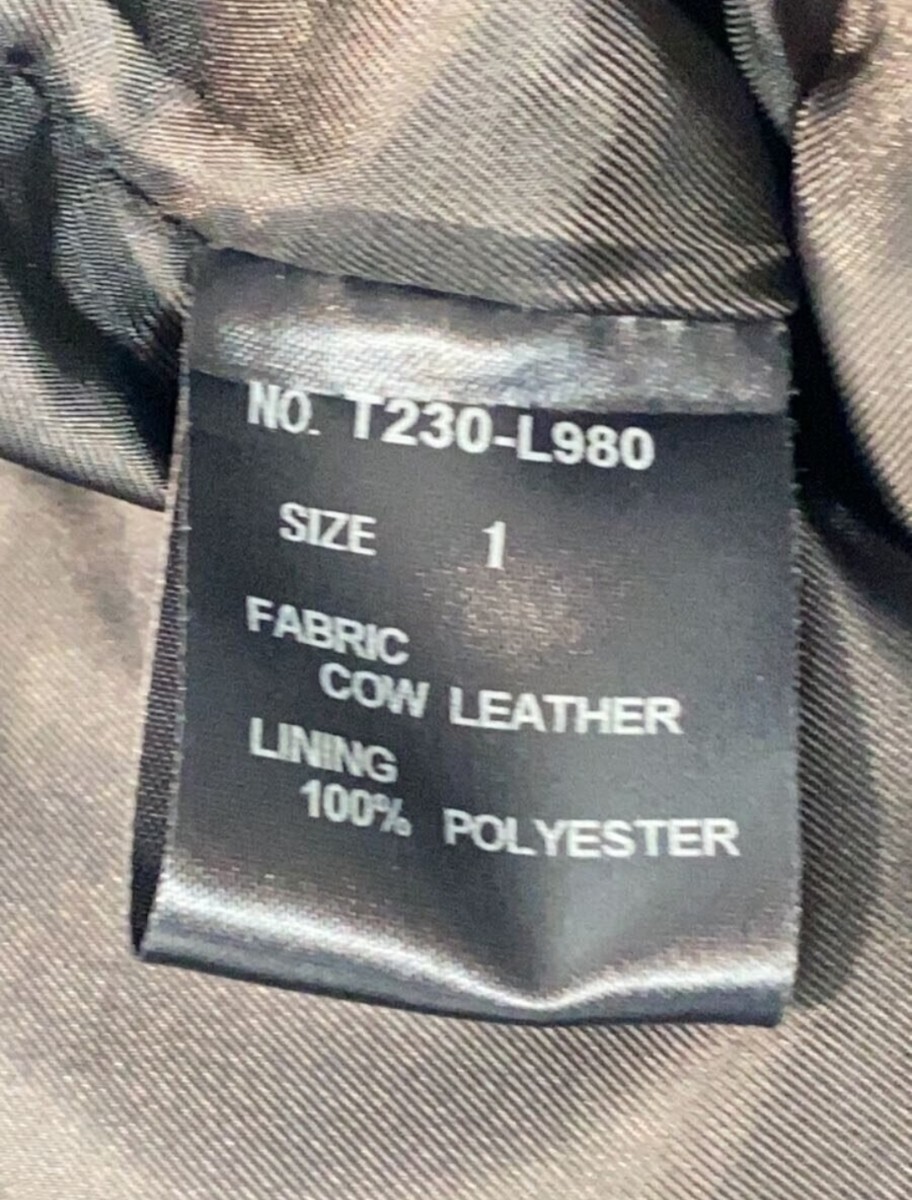 NO. T230-L980
SIZE 1
FABRIC
COW LEATHER
LINING
100% POLYESTER